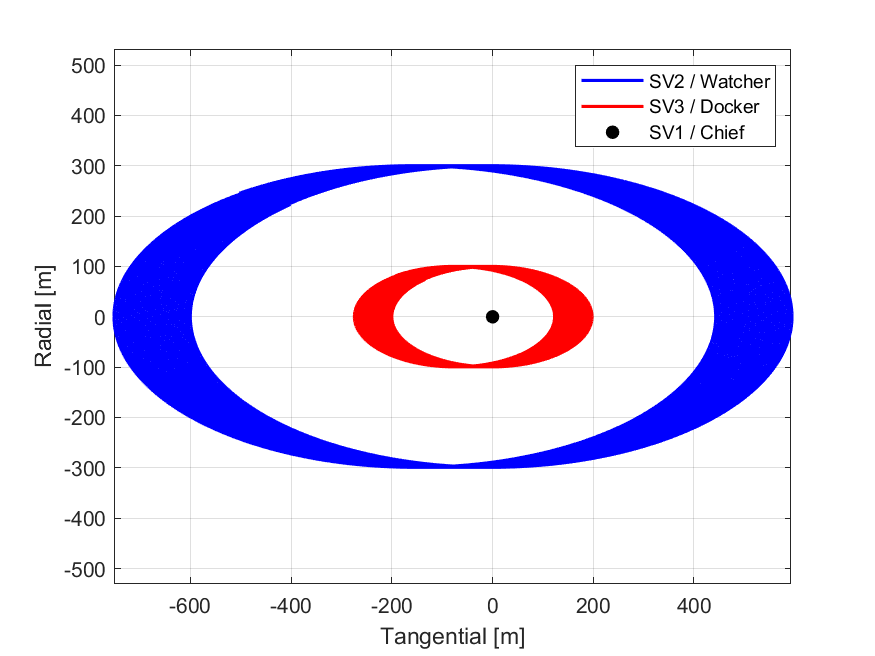 SV2 / Watcher
SV3 / Docker
SV1 / Chief
500
400
300
200
100
0
-100
-200
-300
-400
-500
Radial [m]
-600 -400 -200 0 200 400
Tangential [m]